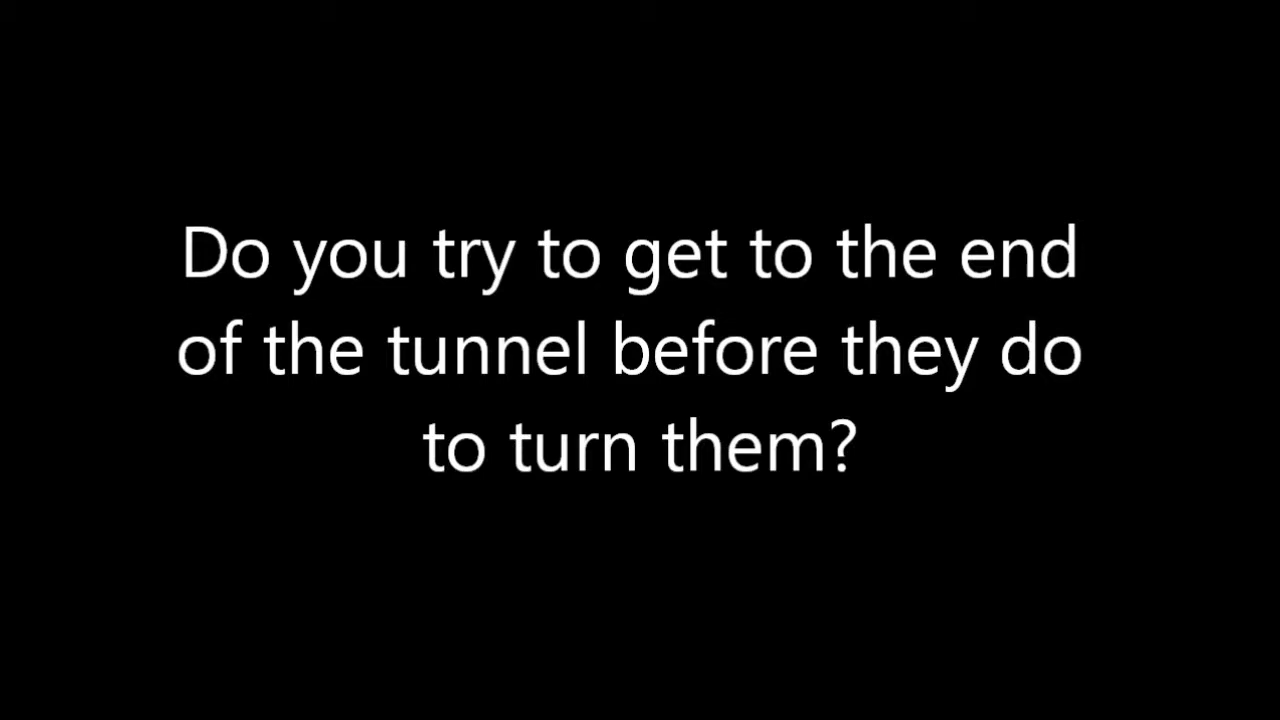 Do you try to get to the end
of the tunnel before they do
to turn them?